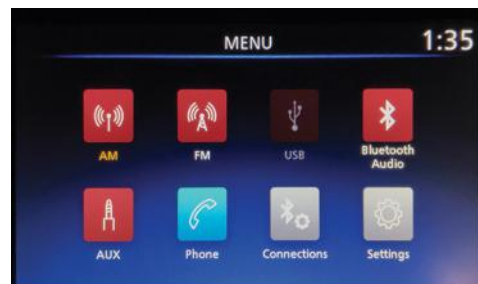 MENU 1:35
AM FM USB Bluetooth
Audio
AUX Phone Connections Settings